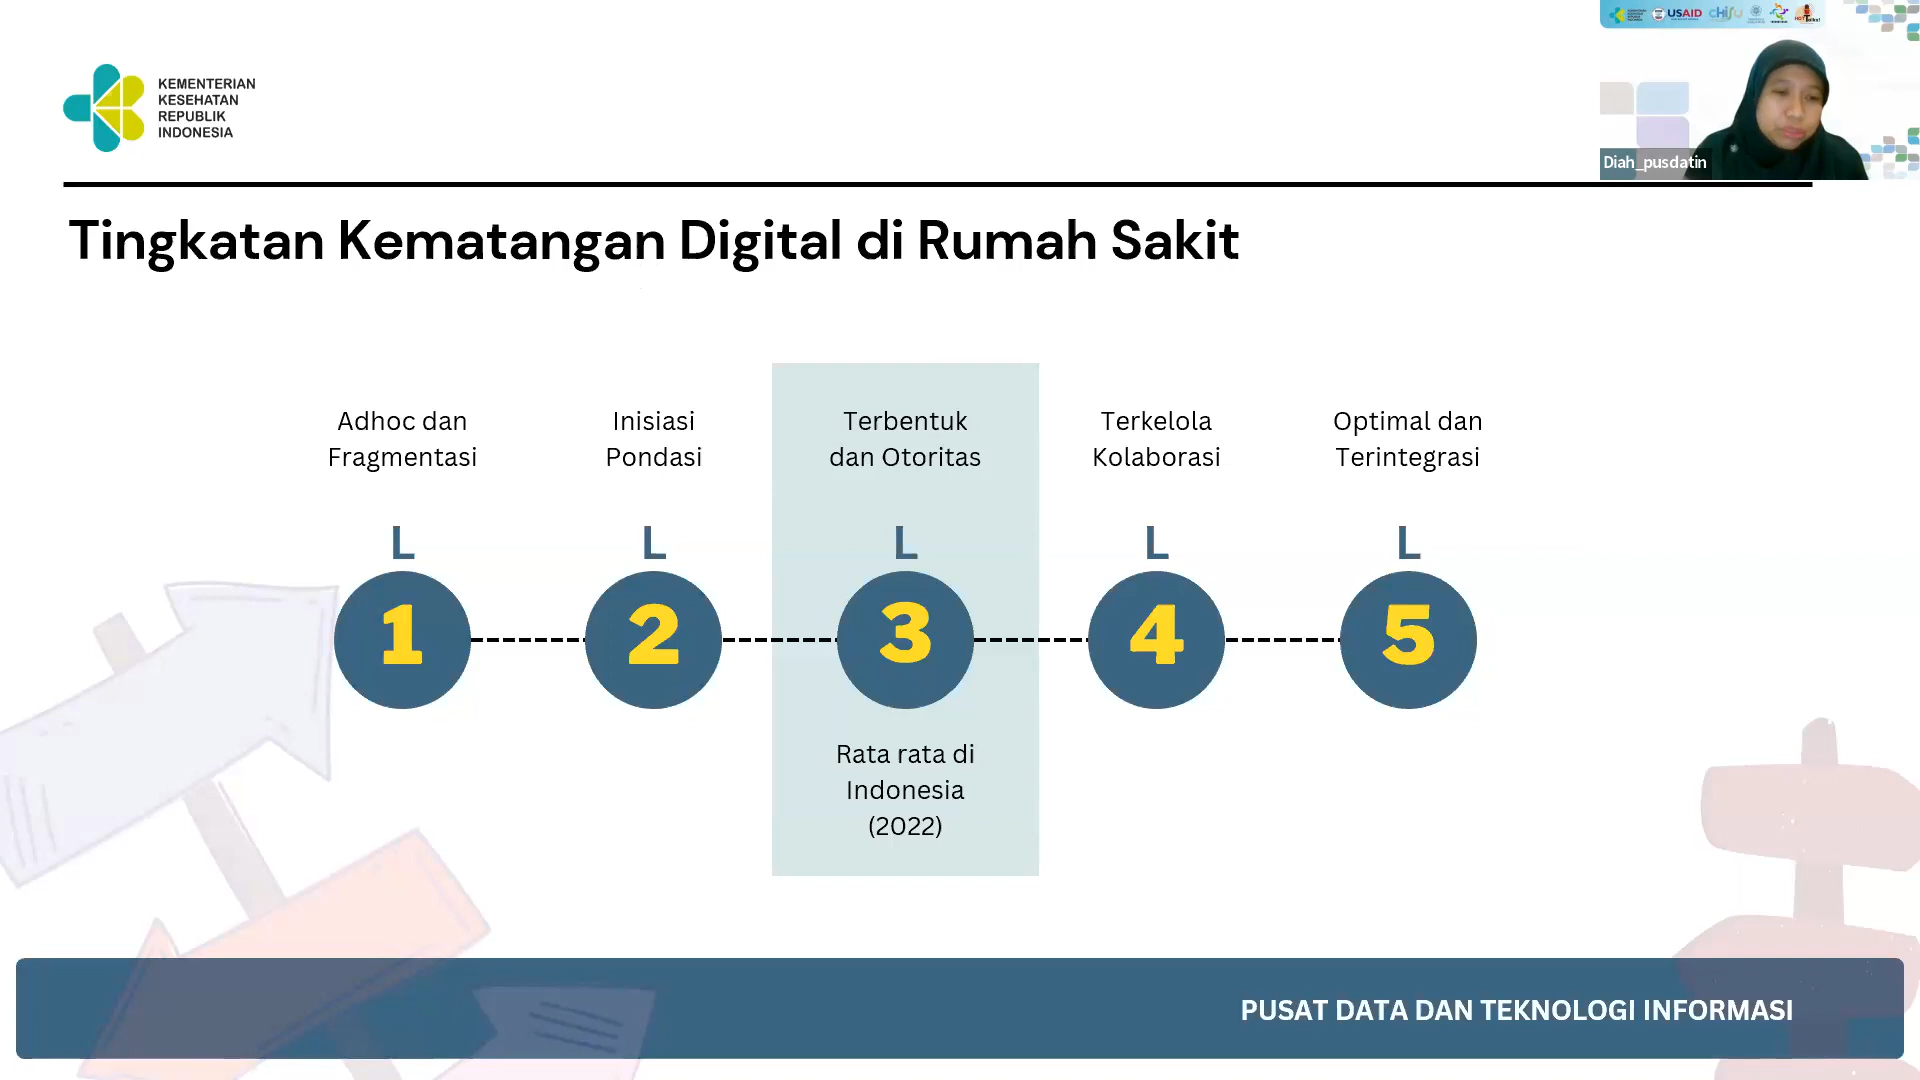 KEMENTERIAN
KESEHATAN
REPUBLIK
INDONESIA
USAID
CHISU
Diah_pusdatin
Tingkatan Kematangan Digital di Rumah Sakit
Adhoc dan
Fragmentasi
Inisiasi
Pondasi
Terbentuk
dan Otoritas
Terkelola
Kolaborasi
Optimal dan
Terintegrasi
L L L L L
1 2 3 4 5
Rata rata di
Indonesia
(2022)
PUSAT DATA DAN TEKNOLOGI INFORMASI